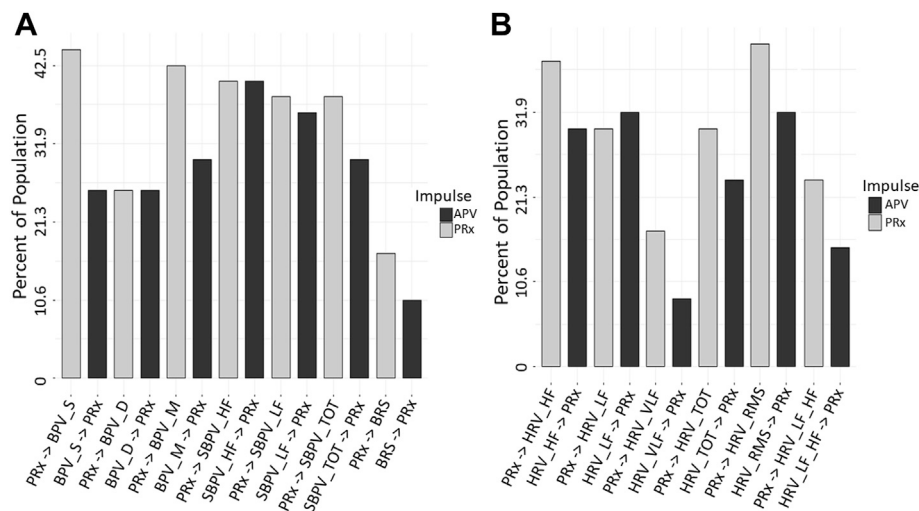 A
Percent of Population
42.5
31.9
21.3
10.6
0
PRx -> BPV_S
BPV_S -> PRx
PRx -> BPV_D
BPV_D -> PRx
PRx -> BPV_M
BPV_M -> PRx
PRx -> SBPV_HF
SBPV_HF -> PRx
PRx -> SBPV_LF
SBPV_LF -> PRx
PRx -> SBPV_TOT
SBPV_TOT -> PRx
PRx -> BRS
BRS -> PRx
Impulse
APV
PRx
B
Percent of Population
31.9
21.3
10.6
0
PRx -> HRV_HF
HRV_HF -> PRx
PRx -> HRV_LF
HRV_LF -> PRx
PRx -> HRV_VLF
HRV_VLF -> PRx
PRx -> HRV_TOT
HRV_TOT -> PRx
PRx -> HRV_RMS
HRV_RMS -> PRx
PRx -> HRV_LF_HF
HRV_LF_HF -> PRx
Impulse
APV
PRx